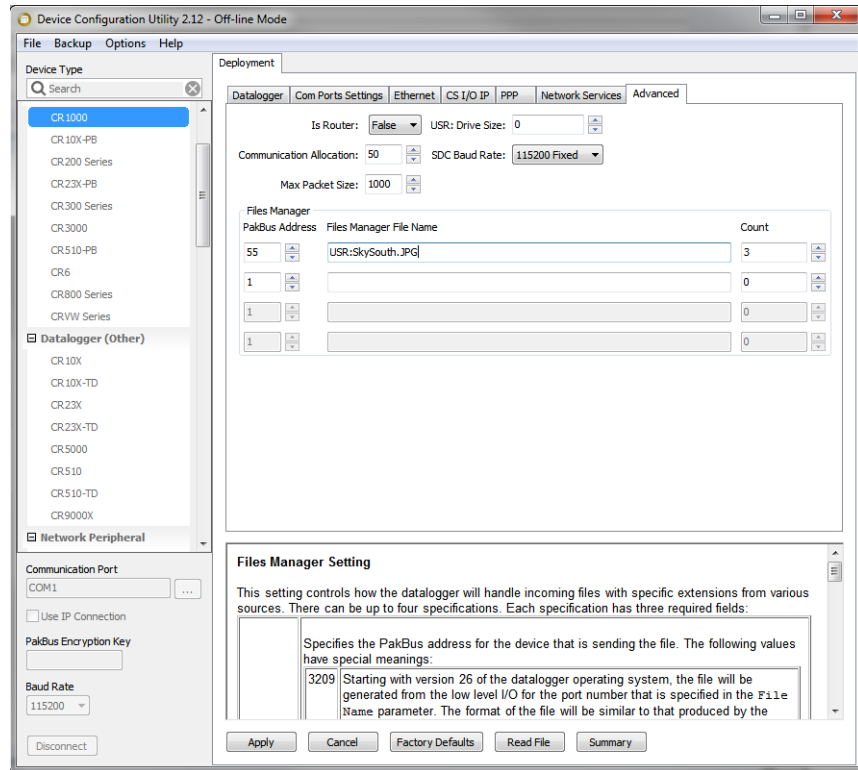 Device Configuration Utility 2.12 - Off-line Mode
File Backup Options Help
Device Type
Search
CR1000
CR10X-PB
CR200 Series
CR23X-PB
CR300 Series
CR3000
CR510-PB
CR6
CR800 Series
CRVW Series
Datalogger (Other)
CR10X
CR10X-TD
CR23X
CR23X-TD
CR5000
CR510
CR510-TD
CR9000X
Network Peripheral
Communication Port
COM1 ...
Use IP Connection
PakBus Encryption Key
Baud Rate
115200
Disconnect
Deployment
Datalogger Com Ports Settings Ethernet CS I/O IP PPP Network Services Advanced
Is Router: False USR: Drive Size: 0
Communication Allocation: 50 SDC Baud Rate: 115200 Fixed
Max Packet Size: 1000
Files Manager
PakBus Address Files Manager File Name Count
55 USR:SkySouth.JPG 3
1 0
1 0
1 0
Files Manager Setting
This setting controls how the datalogger will handle incoming files with specific extensions from various
sources. There can be up to four specifications. Each specification has three required fields:
Specifies the PakBus address for the device that is sending the file. The following values
have special meanings:
3209 Starting with version 26 of the datalogger operating system, the file will be
generated from the low level I/O for the port number that is specified in the File
Name parameter. The format of the file will be similar to that produced by the
Apply Cancel Factory Defaults Read File Summary